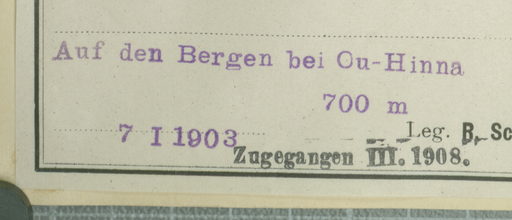 Auf den Bergen bei Ou-Hinna
700 m
7 I 1903
Leg. B. Sc
Zugegangen III. 1908.